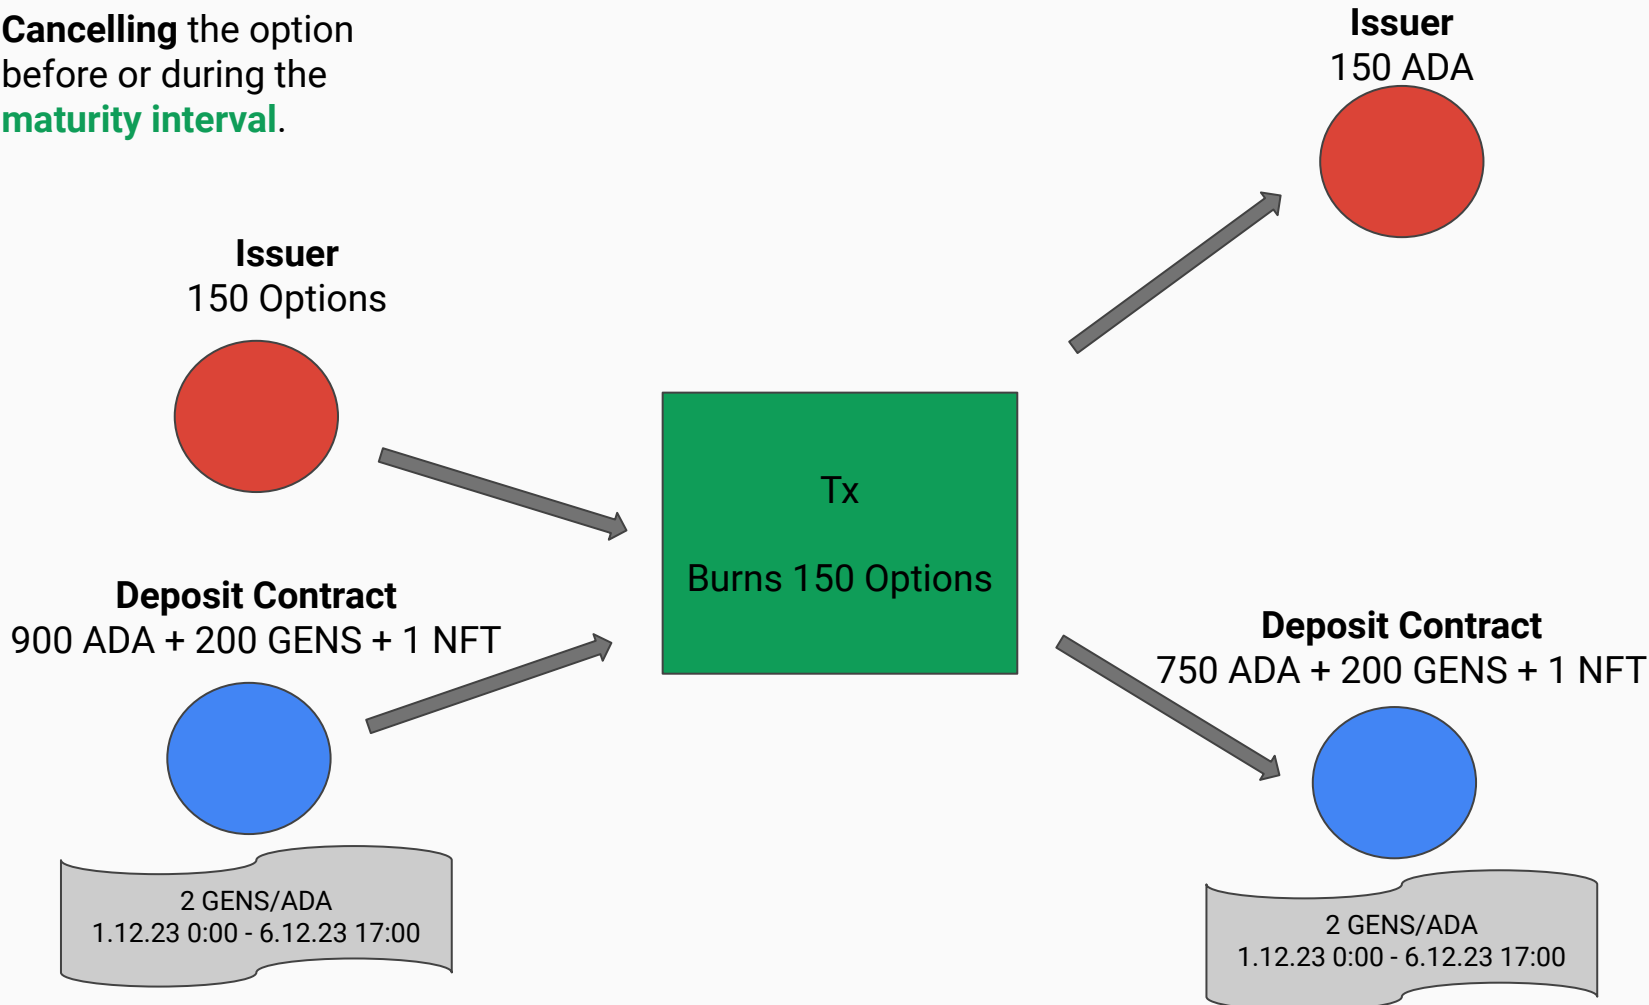 Cancelling the option
before or during the
maturity interval.
Issuer
150 ADA
Issuer
150 Options
Tx
Burns 150 Options
Deposit Contract
900 ADA + 200 GENS + 1 NFT
Deposit Contract
750 ADA + 200 GENS + 1 NFT
2 GENS/ADA
1.12.23 0:00 - 6.12.23 17:00
2 GENS/ADA
1.12.23 0:00 - 6.12.23 17:00